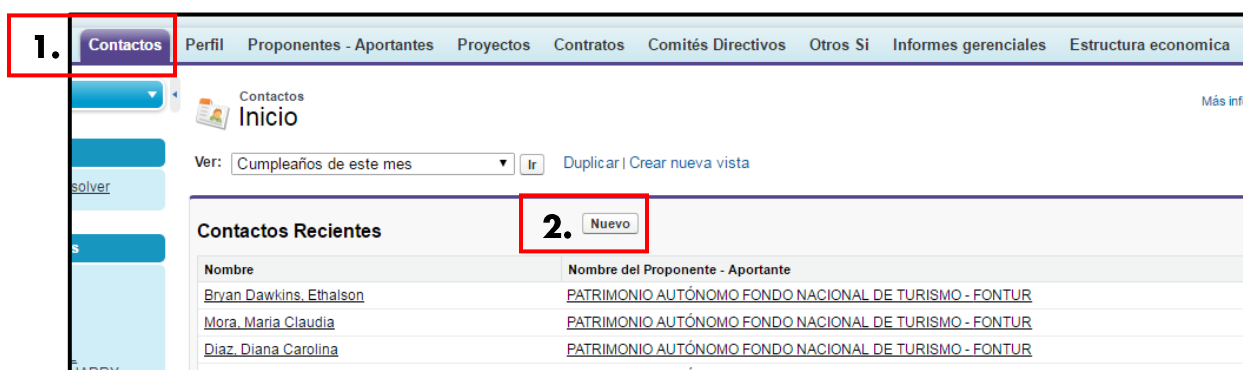 1. Contactos Perfil Proponentes - Aportantes Proyectos Contratos Comités Directivos Otros Si Informes gerenciales Estructura economica
Contactos
Inicio
Más inf
Ver: Cumpleaños de este mes Ir Duplicar | Crear nueva vista
solver
Contactos Recientes 2. Nuevo
s
Nombre Nombre del Proponente - Aportante
Bryan Dawkins, Ethalson PATRIMONIO AUTÓNOMO FONDO NACIONAL DE TURISMO - FONTUR
Mora, Maria Claudia PATRIMONIO AUTÓNOMO FONDO NACIONAL DE TURISMO - FONTUR
Diaz, Diana Carolina PATRIMONIO AUTÓNOMO FONDO NACIONAL DE TURISMO - FONTUR